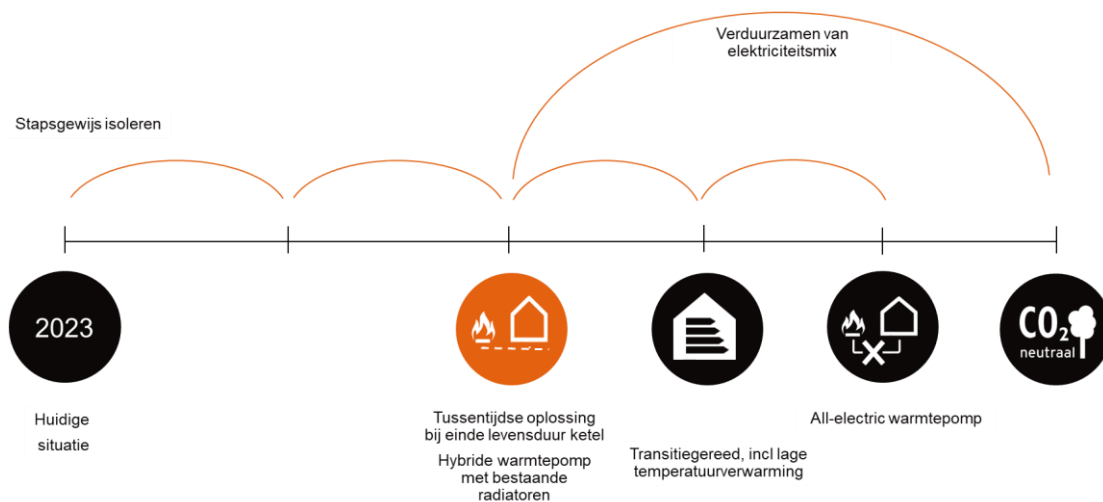 Verduurzamen van
elektriciteitsmix
Stapsgewijs isoleren
2023
CO2
neutraal
Huidige
situatie
Tussentijdse oplossing
bij einde levensduur ketel
Hybride warmtepomp
met bestaande
radiatoren
Transitiegereed, incl lage
temperatuurverwarming
All-electric warmtepomp